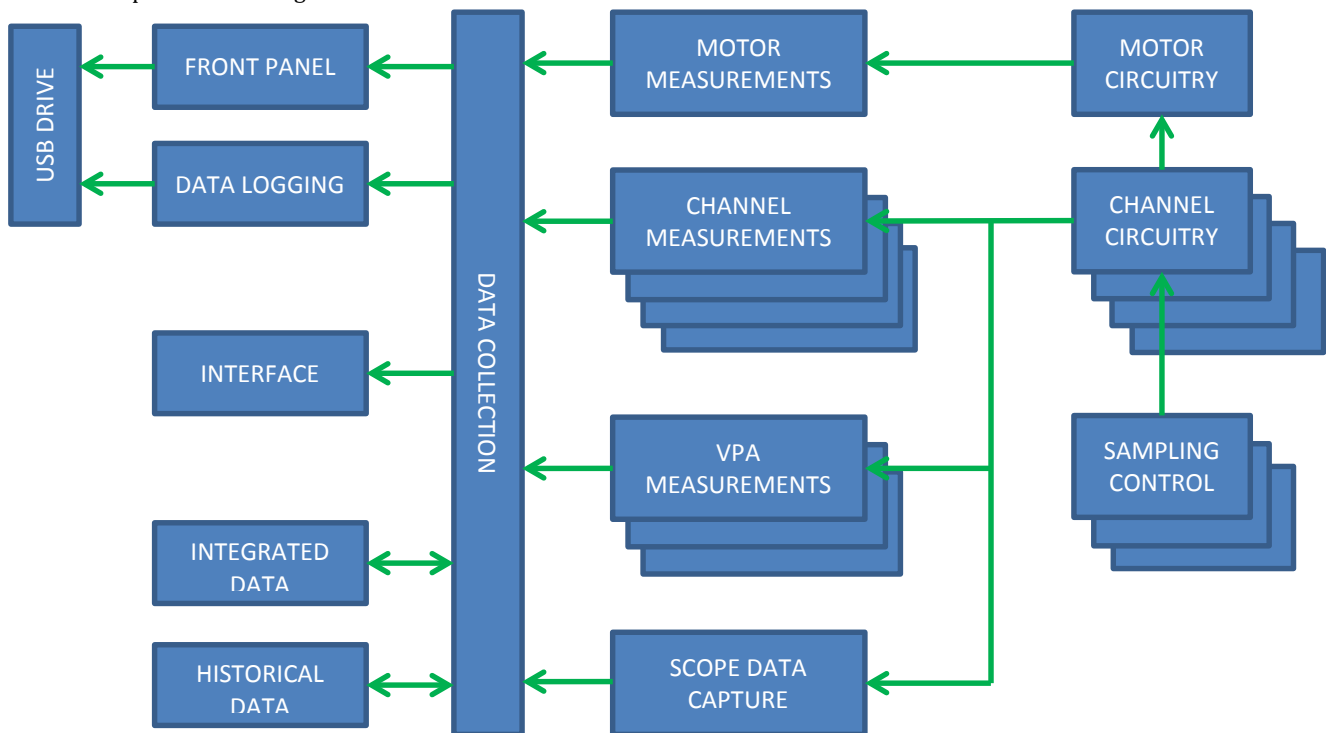 USB DRIVE
FRONT PANEL
DATA LOGGING
INTERFACE
INTEGRATED
DATA
HISTORICAL
DATA
DATA COLLECTION
MOTOR
MEASUREMENTS
CHANNEL
MEASUREMENTS
VPA
MEASUREMENTS
SCOPE DATA
CAPTURE
MOTOR
CIRCUITRY
CHANNEL
CIRCUITRY
SAMPLING
CONTROL